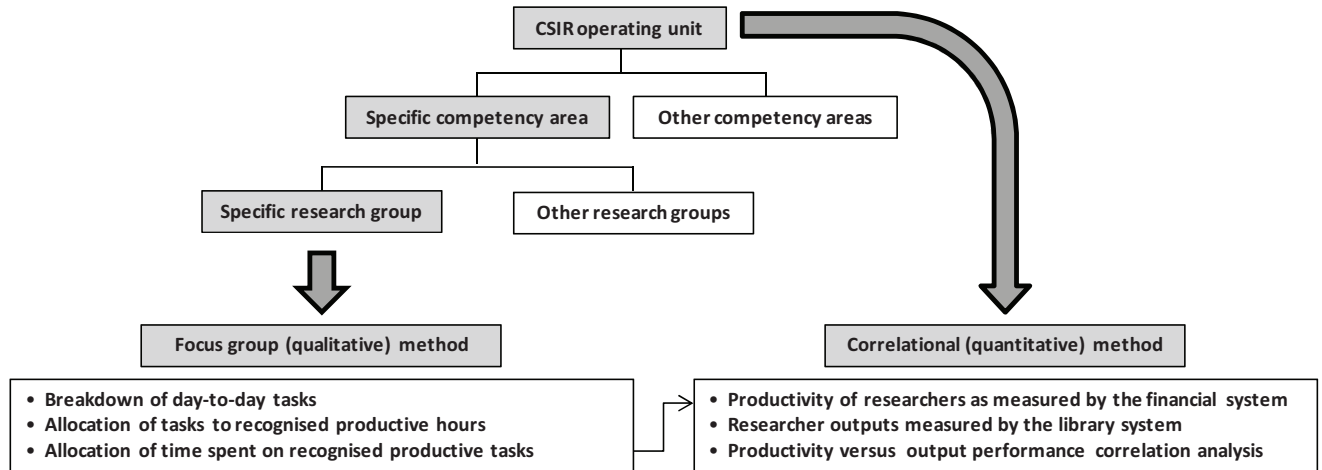 CSIR operating unit
Specific competency area
Other competency areas
Specific research group
Other research groups
Focus group (qualitative) method
Correlational (quantitative) method
• Breakdown of day-to-day tasks
• Allocation of tasks to recognised productive hours
• Allocation of time spent on recognised productive tasks
• Productivity of researchers as measured by the financial system
• Researcher outputs measured by the library system
• Productivity versus output performance correlation analysis